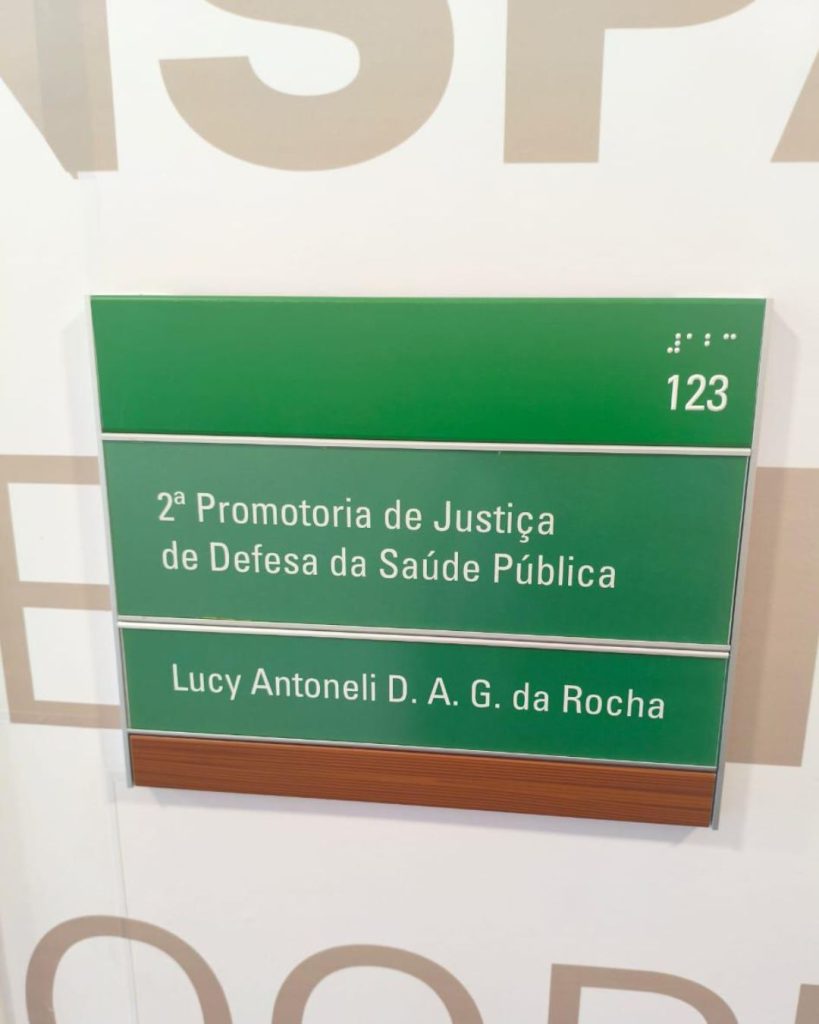 ⠼⠁⠃⠉
123
2ª Promotoria de Justiça
de Defesa da Saúde Pública
Lucy Antoneli D. A. G. da Rocha